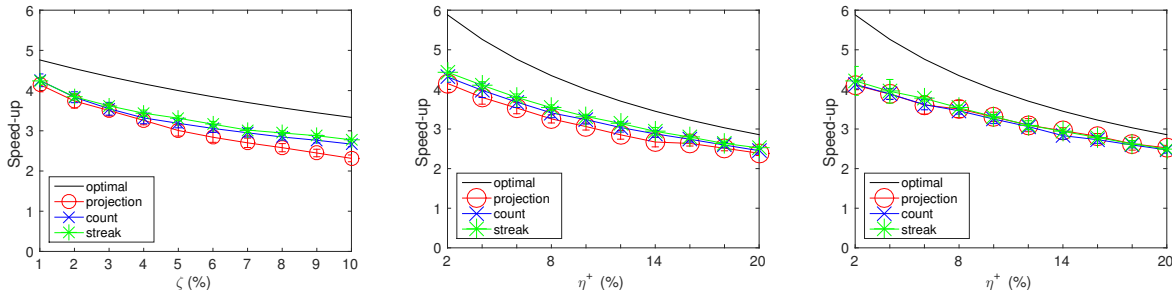 Speed-up
6
5
4
3
2
1
0
optimal
projection
count
streak
1 2 3 4 5 6 7 8 9 10
ζ (%)
Speed-up
6
5
4
3
2
1
0
optimal
projection
count
streak
2 8 14 20
η+ (%)
Speed-up
6
5
4
3
2
1
0
optimal
projection
count
streak
2 8 14 20
η+ (%)